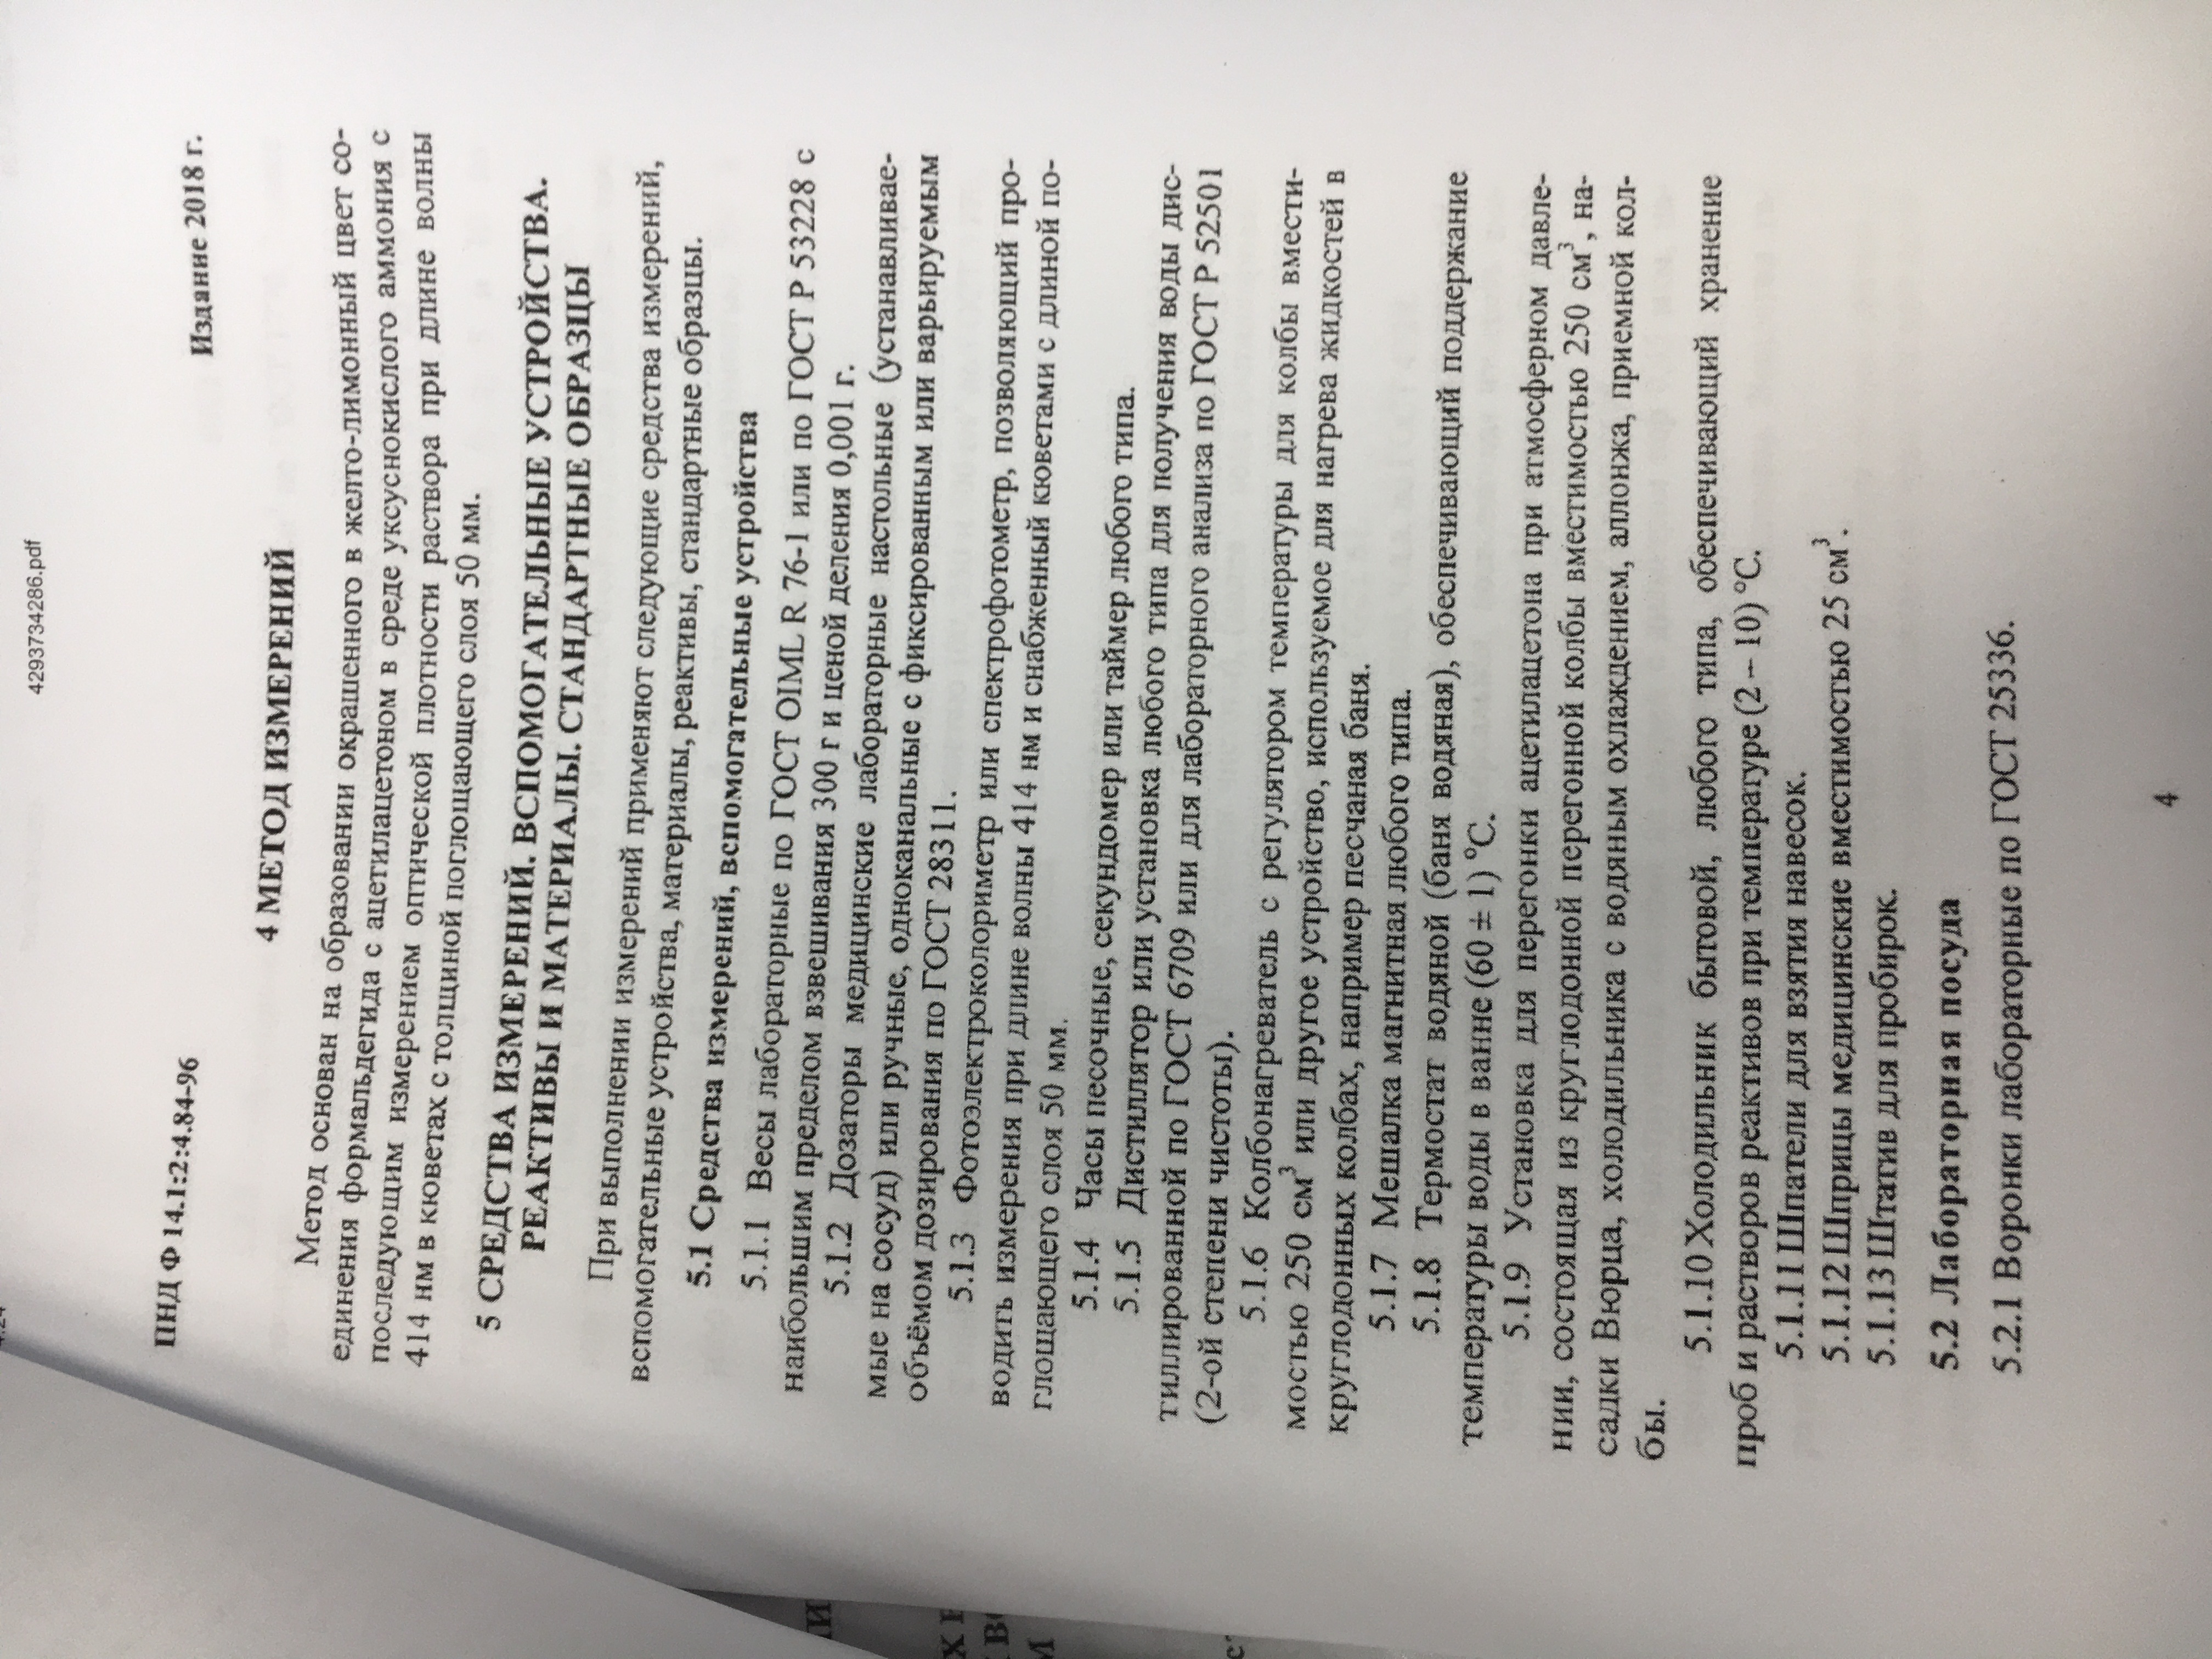 4293734286.pdf
ПНД Ф 14.1:2:4.84-96 Издание 2018 г.
4 МЕТОД ИЗМЕРЕНИЙ
Метод основан на образовании окрашенного в желто-лимонный цвет со-
единения формальдегида с ацетилацетоном в среде уксуснокислого аммония с
последующим измерением оптической плотности раствора при длине волны
414 нм в кюветах с толщиной поглощающего слоя 50 мм.
5 СРЕДСТВА ИЗМЕРЕНИЙ. ВСПОМОГАТЕЛЬНЫЕ УСТРОЙСТВА.
РЕАКТИВЫ И МАТЕРИАЛЫ. СТАНДАРТНЫЕ ОБРАЗЦЫ
При выполнении измерений применяют следующие средства измерений,
вспомогательные устройства, материалы, реактивы, стандартные образцы.
5.1 Средства измерений, вспомогательные устройства
5.1.1 Весы лабораторные по ГОСТ OIML R 76-1 или по ГОСТ Р 53228 с
наибольшим пределом взвешивания 300 г и ценой деления 0,001 г.
5.1.2 Дозаторы медицинские лабораторные настольные (устанавливае-
мые на сосуд) или ручные, одноканальные с фиксированным или варьируемым
объёмом дозирования по ГОСТ 28311.
5.1.3 Фотоэлектроколориметр или спектрофотометр, позволяющий про-
водить измерения при длине волны 414 нм и снабженный кюветами с длиной по-
глощающего слоя 50 мм.
5.1.4 Часы песочные, секундомер или таймер любого типа.
5.1.5 Дистиллятор или установка любого типа для получения воды дис-
тиллированной по ГОСТ 6709 или для лабораторного анализа по ГОСТ Р 52501
(2-ой степени чистоты).
5.1.6 Колбонагреватель с регулятором температуры для колбы вмести-
мостью 250 см³ или другое устройство, используемое для нагрева жидкостей в
круглодонных колбах, например песчаная баня.
5.1.7 Мешалка магнитная любого типа.
5.1.8 Термостат водяной (баня водяная), обеспечивающий поддержание
температуры воды в ванне (60 ± 1) °С.
5.1.9 Установка для перегонки ацетилацетона при атмосферном давле-
нии, состоящая из круглодонной перегонной колбы вместимостью 250 см³, на-
садки Вюрца, холодильника с водяным охлаждением, аллонжа, приемной кол-
бы.
5.1.10 Холодильник бытовой, любого типа, обеспечивающий хранение
проб и растворов реактивов при температуре (2 – 10) °С.
5.1.11 Шпатели для взятия навесок.
5.1.12 Шприцы медицинские вместимостью 25 см³.
5.1.13 Штатив для пробирок.
5.2 Лабораторная посуда
5.2.1 Воронки лабораторные по ГОСТ 25336.
4